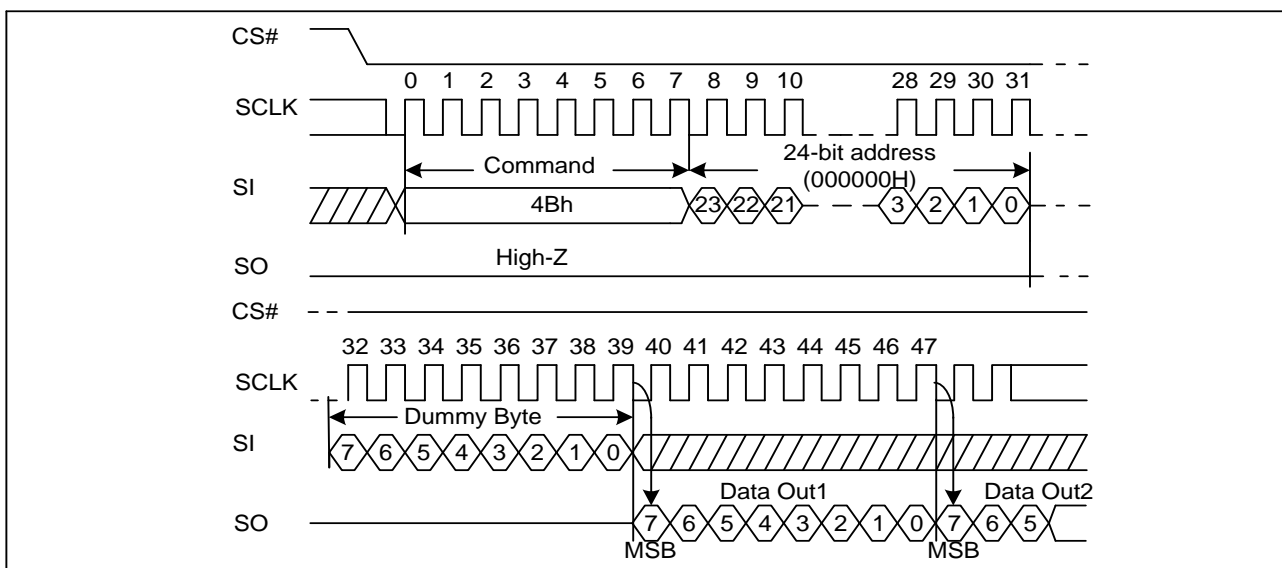 CS#
0 1 2 3 4 5 6 7 8 9 10 28 29 30 31
SCLK
Command
24-bit address
(000000H)
SI
4Bh
23 22 21 3 2 1 0
High-Z
SO
CS#
32 33 34 35 36 37 38 39 40 41 42 43 44 45 46 47
SCLK
Dummy Byte
SI
7 6 5 4 3 2 1 0
Data Out1 Data Out2
SO
7 6 5 4 3 2 1 0 7 6 5
MSB MSB